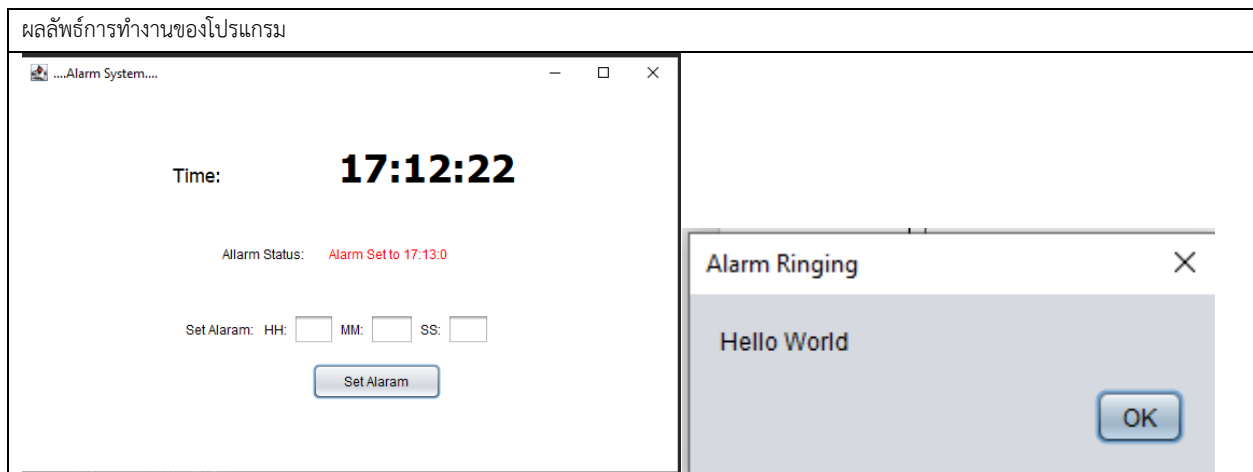 ผลลัพธ์การทำงานของโปรแกรม
....Alarm System....
Time: 17:12:22
Allarm Status: Alarm Set to 17:13:0
Set Alaram: HH: MM: SS:
Set Alaram
Alarm Ringing
Hello World
OK